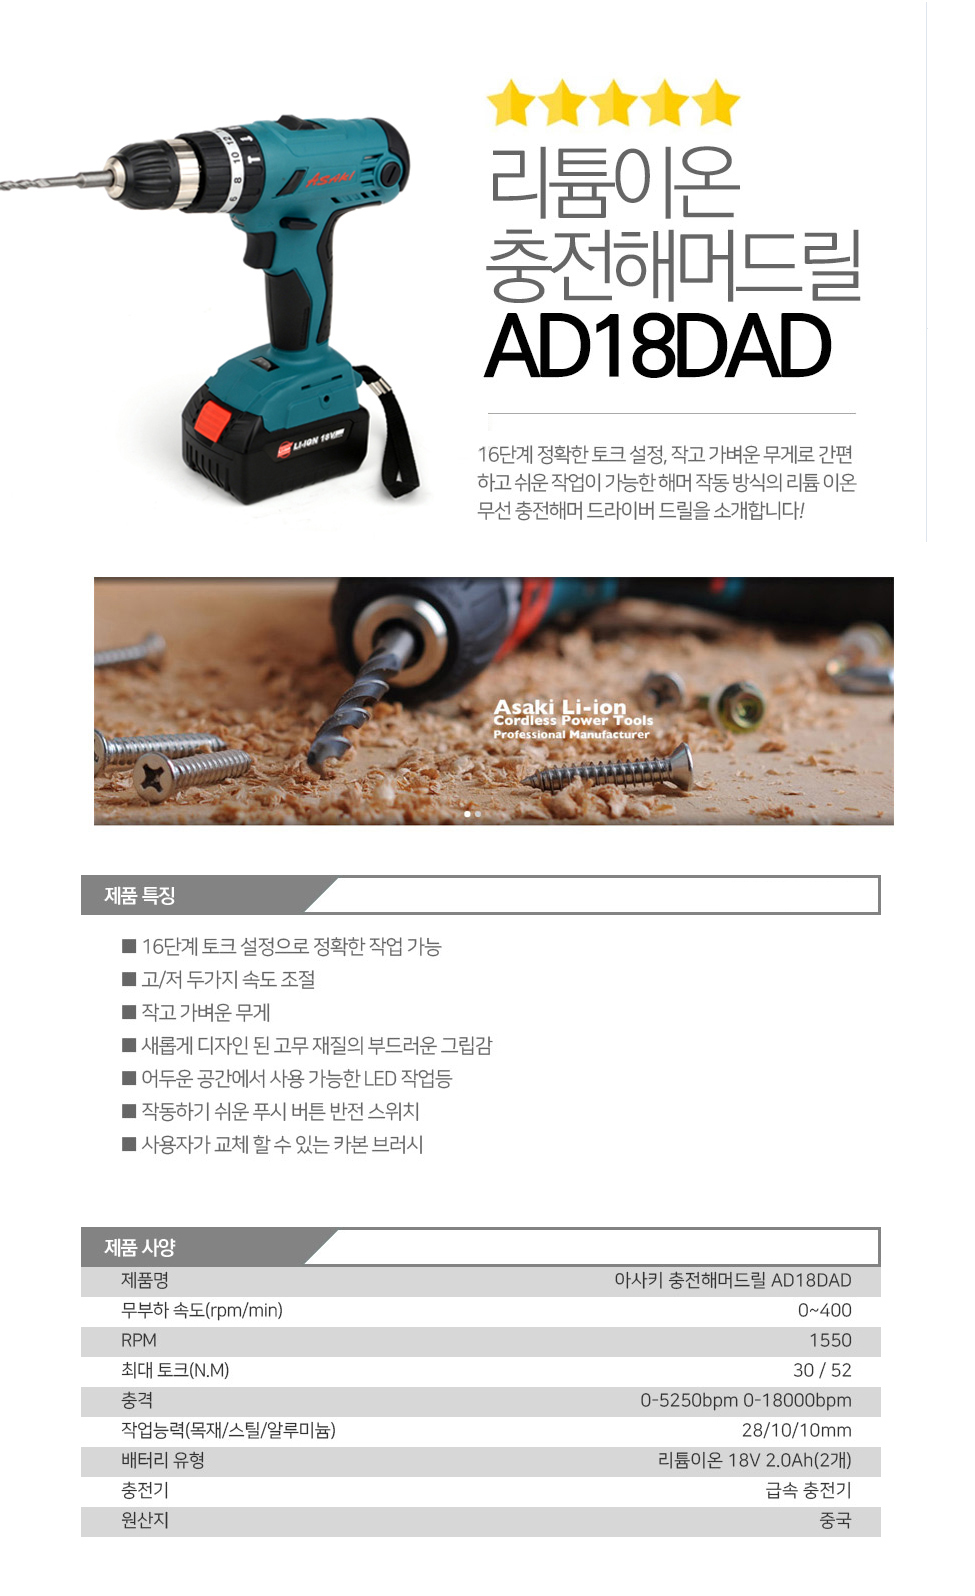 12
10
8
6
ASAKI
LI-ION 18V
리튬이온
충전해머드릴
AD18DAD
16단계 정확한 토크 설정, 작고 가벼운 무게로 간편
하고 쉬운 작업이 가능한 해머 작동 방식의 리튬 이온
무선 충전해머 드라이버 드릴을 소개합니다!
Asaki Li-ion
Cordless Power Tools
Professional Manufacturer
제품 특징
■ 16단계 토크 설정으로 정확한 작업 가능
■ 고/저 두가지 속도 조절
■ 작고 가벼운 무게
■ 새롭게 디자인 된 고무 재질의 부드러운 그립감
■ 어두운 공간에서 사용 가능한 LED 작업등
■ 작동하기 쉬운 푸시 버튼 반전 스위치
■ 사용자가 교체 할 수 있는 카본 브러시
제품 사양
제품명 아사키 충전해머드릴 AD18DAD
무부하 속도(rpm/min) 0~400
RPM 1550
최대 토크(N.M) 30 / 52
충격 0-5250bpm 0-18000bpm
작업능력(목재/스틸/알루미늄) 28/10/10mm
배터리 유형 리튬이온 18V 2.0Ah(2개)
충전기 급속 충전기
원산지 중국